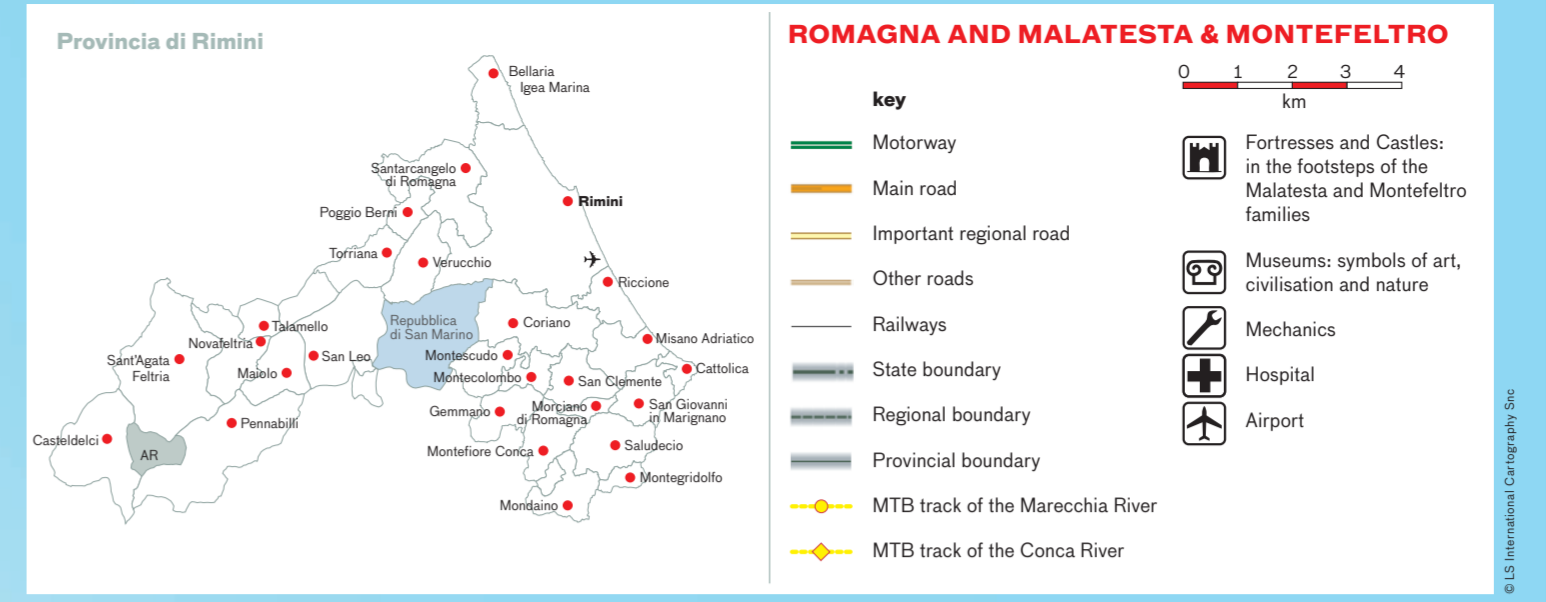 Provincia di Rimini
Bellaria
Igea Marina
Santarcangelo
di Romagna
Rimini
Poggio Berni
Torriana
Verucchio
Riccione
Repubblica
di San Marino
Coriano
Talamello
Novafeltria
Misano Adriatico
Sant'Agata
Feltria
San Leo
Montescudo
Maiolo
Montecolombo
San Clemente
Cattolica
Gemmano
Morciano
di Romagna
San Giovanni
in Marignano
Pennabilli
Casteldelci
AR
Montefiore Conca
Saludecio
Montegridolfo
Mondaino
ROMAGNA AND MALATESTA & MONTEFELTRO
0 1 2 3 4
km
key
Motorway
Main road
Important regional road
Other roads
Railways
State boundary
Regional boundary
Provincial boundary
MTB track of the Marecchia River
MTB track of the Conca River
Fortresses and Castles:
in the footsteps of the
Malatesta and Montefeltro
families
Museums: symbols of art,
civilisation and nature
Mechanics
Hospital
Airport
© LS International Cartography Snc